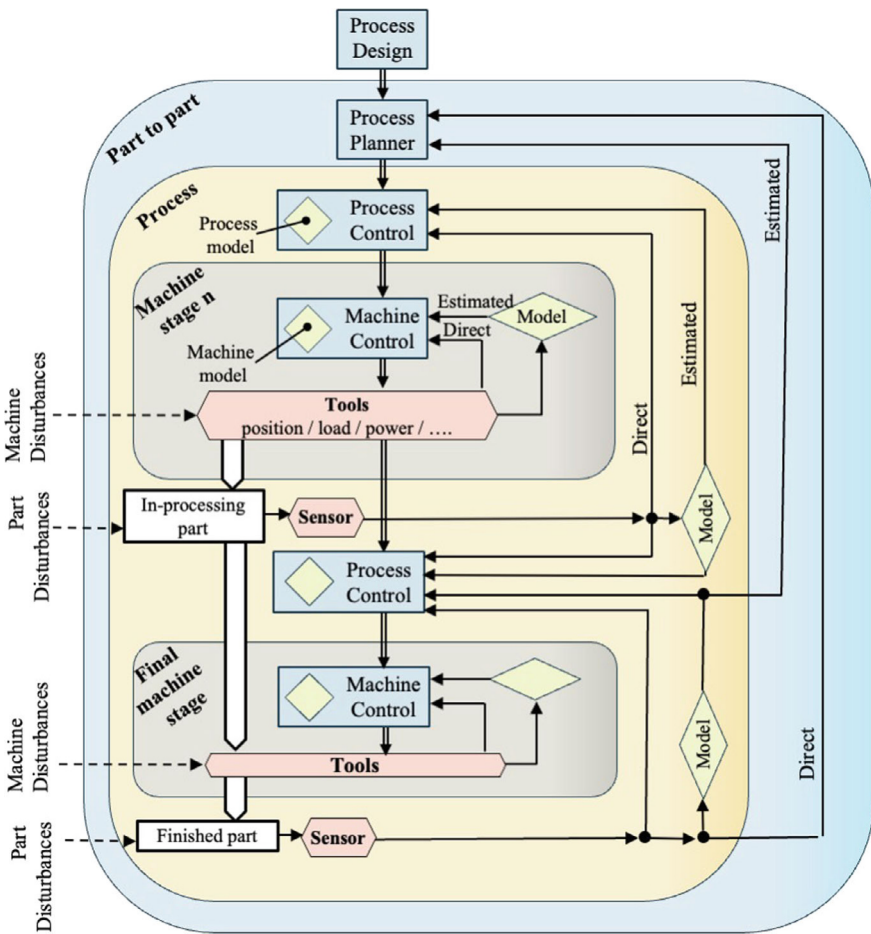 Process
Design
Part to part
Process
Planner
Estimated
Process
Process
model
Process
Control
Machine
stage n
Machine
model
Machine
Control
Estimated
Direct
Model
Estimated
Direct
Machine
Disturbances
Tools
position / load / power / ….
Part
Disturbances
In-processing
part
Sensor
Model
Process
Control
Final
machine
stage
Machine
Control
Machine
Disturbances
Tools
Model
Direct
Part
Disturbances
Finished part
Sensor